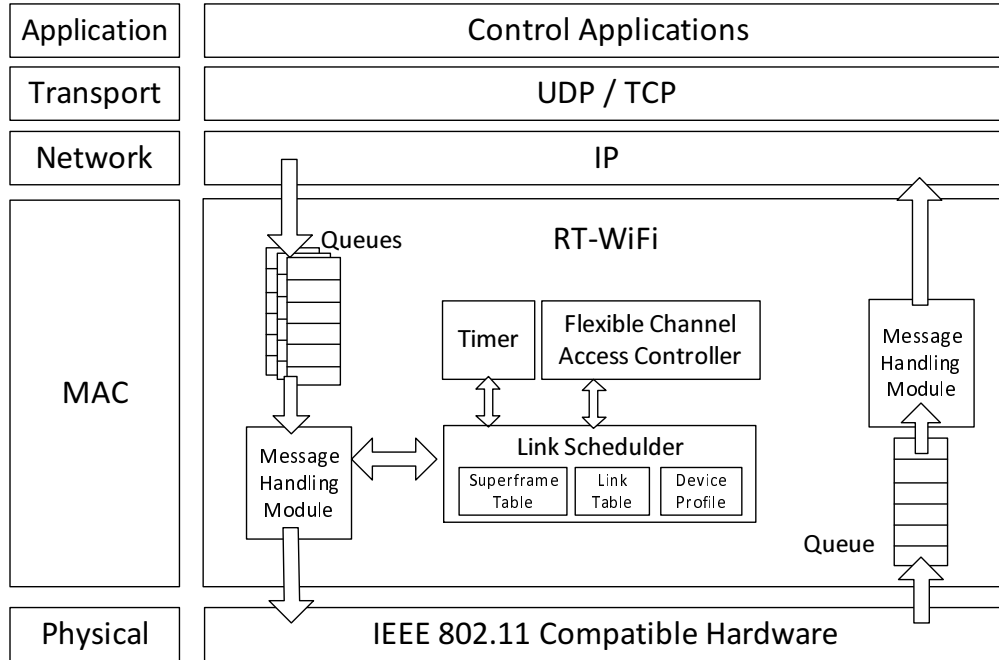 Application
Control Applications
Transport
UDP / TCP
Network
IP
MAC
RT-WiFi
Queues
Timer
Flexible Channel
Access Controller
Message
Handling
Module
Link Schedulder
Superframe
Table
Link
Table
Device
Profile
Message
Handling
Module
Queue
Physical
IEEE 802.11 Compatible Hardware